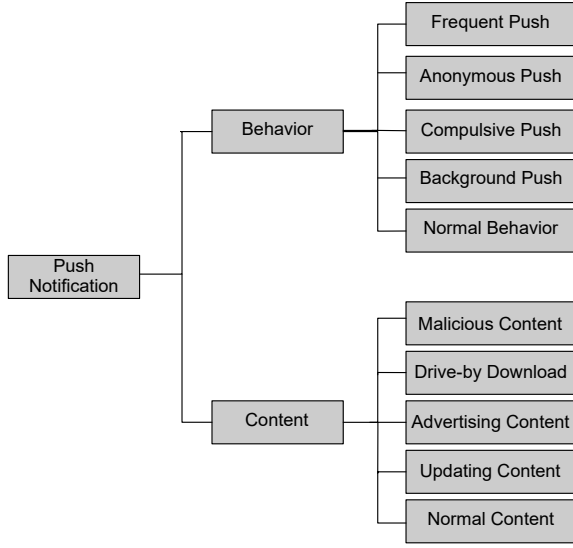 Frequent Push
Anonymous Push
Behavior
Compulsive Push
Background Push
Normal Behavior
Push
Notification
Malicious Content
Drive-by Download
Content
Advertising Content
Updating Content
Normal Content